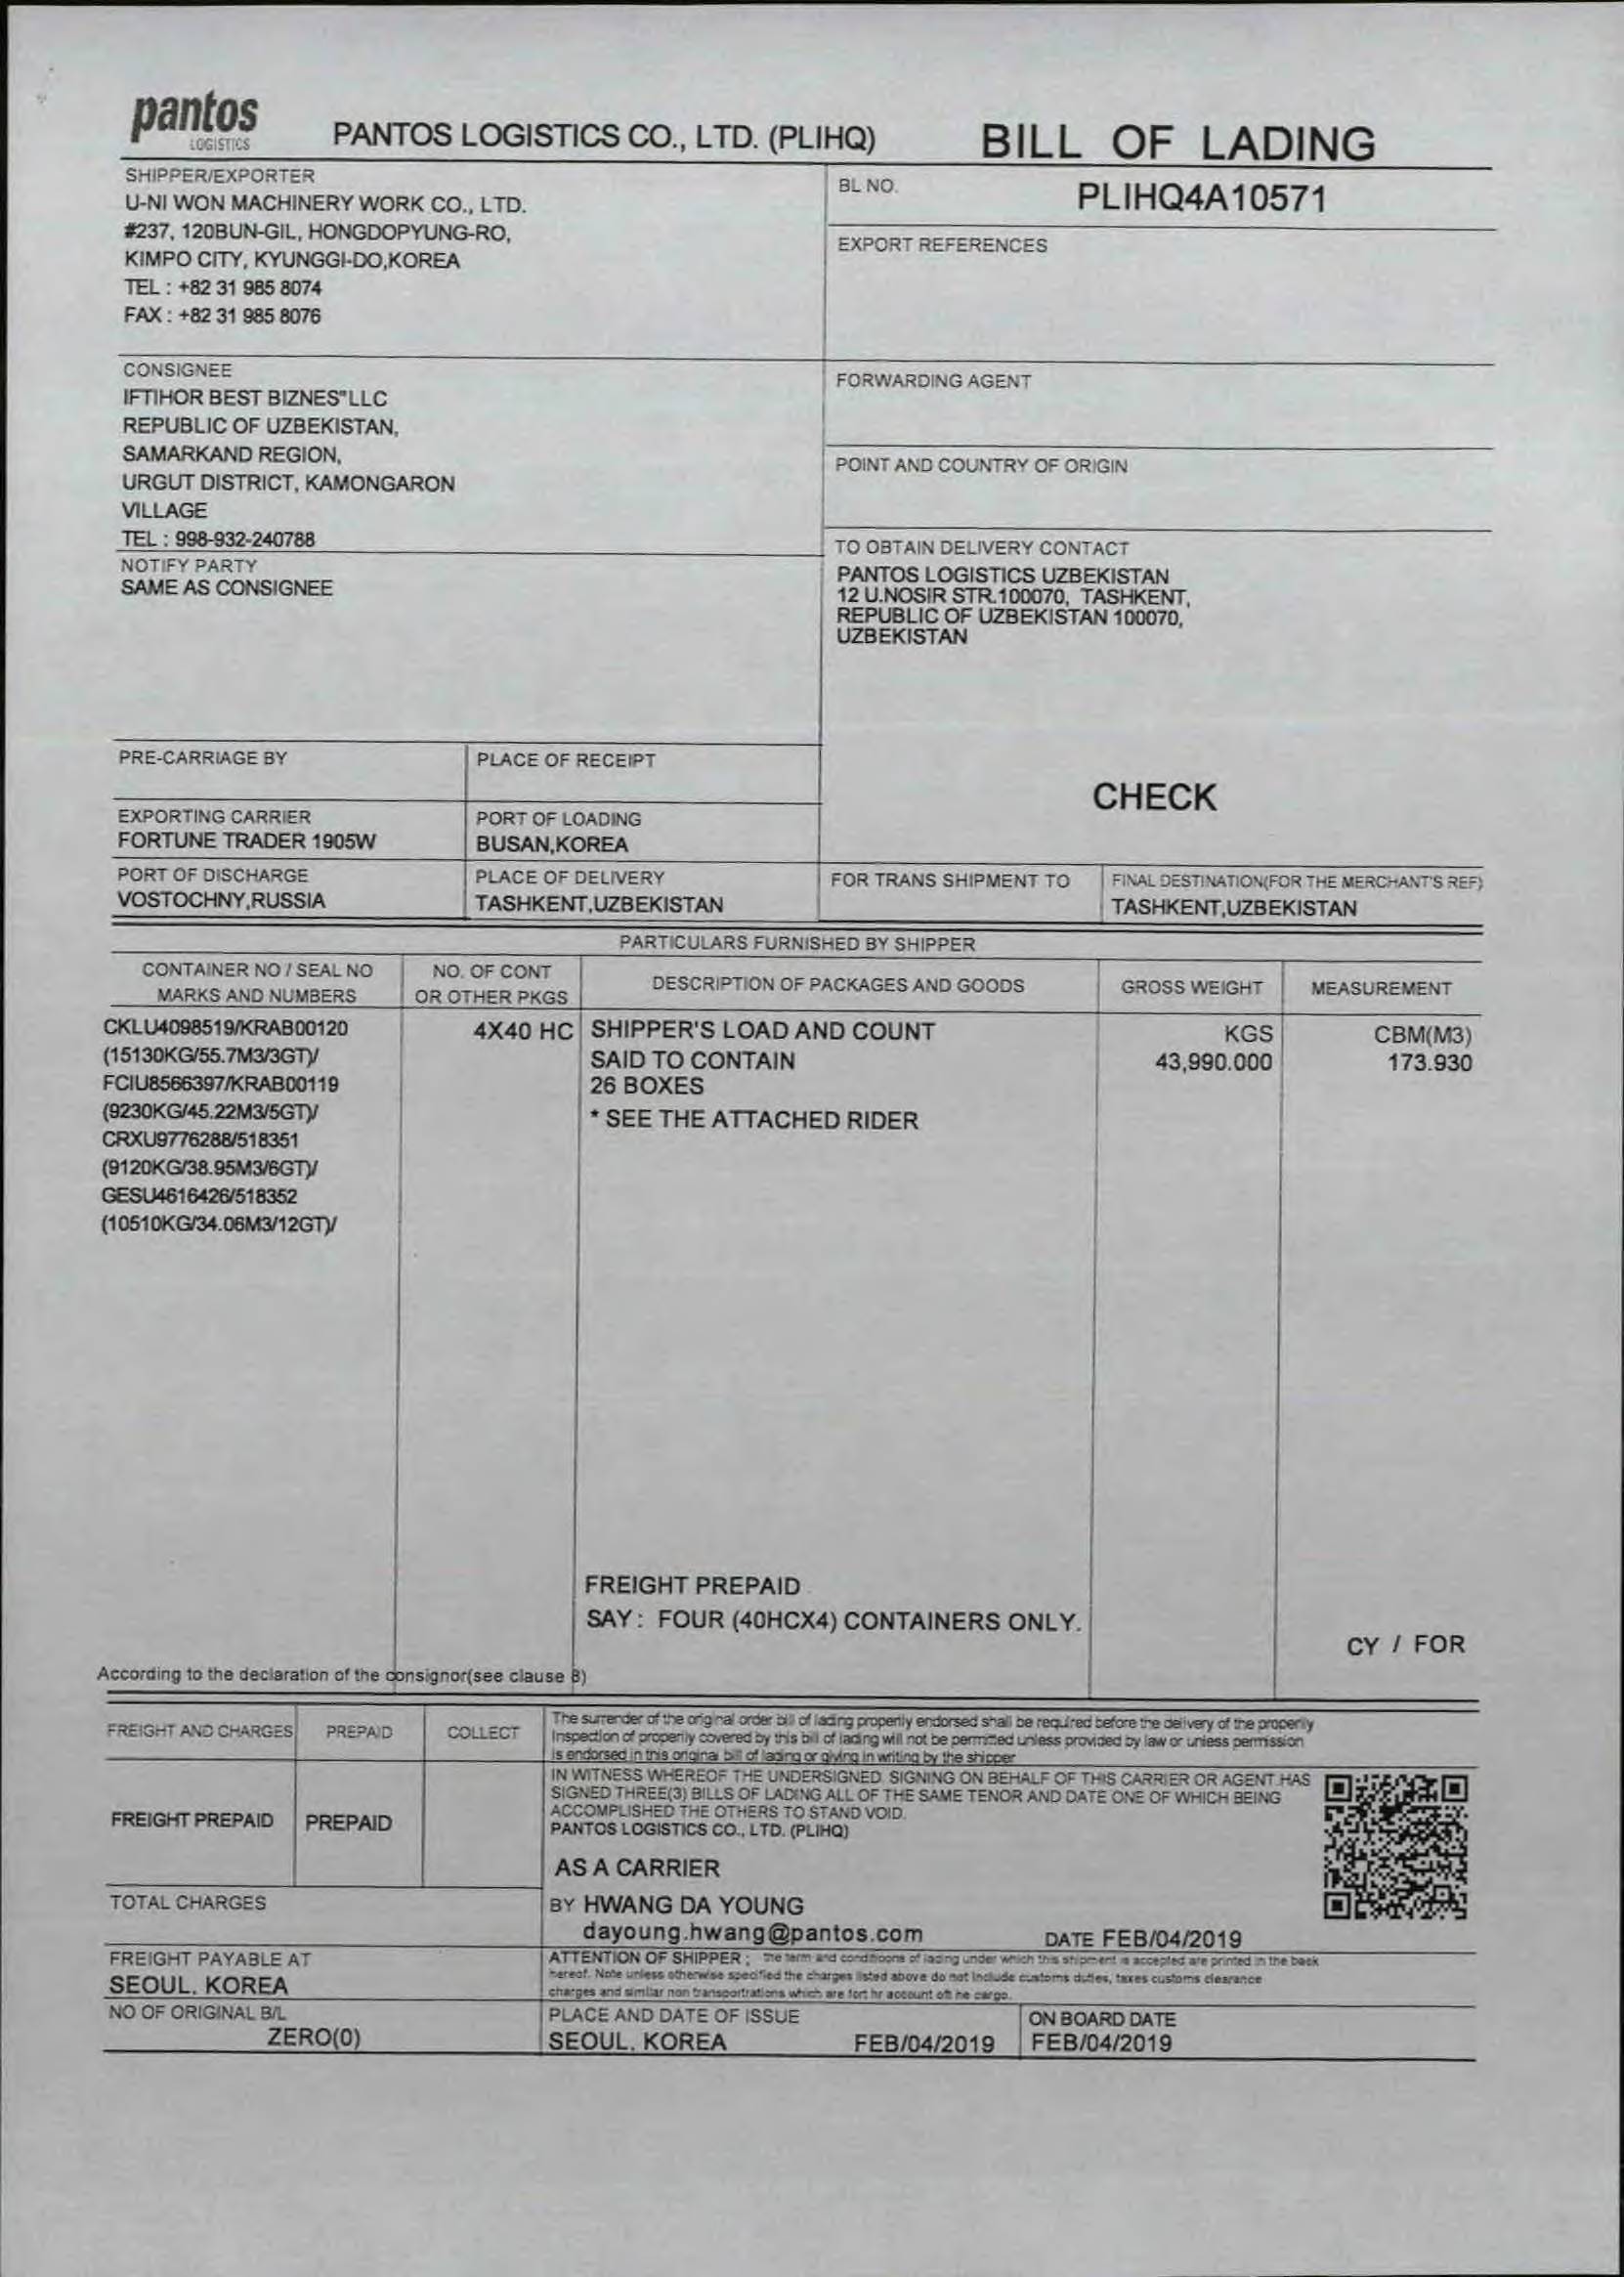 pantos
LOGISTICS
PANTOS LOGISTICS CO., LTD. (PLIHQ)
BILL OF LADING
SHIPPER/EXPORTER
U-NI WON MACHINERY WORK CO., LTD.
#237, 120BUN-GIL, HONGDOPYUNG-RO,
KIMPO CITY, KYUNGGI-DO,KOREA
TEL : +82 31 985 8074
FAX : +82 31 985 8076
BL NO.
PLIHQ4A10571
EXPORT REFERENCES
CONSIGNEE
IFTIHOR BEST BIZNES"LLC
REPUBLIC OF UZBEKISTAN,
SAMARKAND REGION,
URGUT DISTRICT, KAMONGARON
VILLAGE
TEL : 998-932-240788
FORWARDING AGENT
POINT AND COUNTRY OF ORIGIN
NOTIFY PARTY
SAME AS CONSIGNEE
TO OBTAIN DELIVERY CONTACT
PANTOS LOGISTICS UZBEKISTAN
12 U.NOSIR STR.100070, TASHKENT,
REPUBLIC OF UZBEKISTAN 100070,
UZBEKISTAN
PRE-CARRIAGE BY
PLACE OF RECEIPT
CHECK
EXPORTING CARRIER
FORTUNE TRADER 1905W
PORT OF LOADING
BUSAN,KOREA
PORT OF DISCHARGE
VOSTOCHNY,RUSSIA
PLACE OF DELIVERY
TASHKENT,UZBEKISTAN
FOR TRANS SHIPMENT TO
FINAL DESTINATION(FOR THE MERCHANT'S REF)
TASHKENT,UZBEKISTAN
PARTICULARS FURNISHED BY SHIPPER
CONTAINER NO / SEAL NO
MARKS AND NUMBERS
NO. OF CONT
OR OTHER PKGS
DESCRIPTION OF PACKAGES AND GOODS
GROSS WEIGHT
MEASUREMENT
CKLU4098519/KRAB00120
(15130KG/55.7M3/3GT)/
FCIU8566397/KRAB00119
(9230KG/45.22M3/5GT)/
CRXU9776288/518351
(9120KG/38.95M3/6GT)/
GESU4616426/518352
(10510KG/34.06M3/12GT)/
4X40 HC
SHIPPER'S LOAD AND COUNT
SAID TO CONTAIN
26 BOXES
* SEE THE ATTACHED RIDER
KGS
43,990.000
CBM(M3)
173.930
FREIGHT PREPAID
SAY : FOUR (40HCX4) CONTAINERS ONLY.
CY / FOR
According to the declaration of the consignor(see clause 8)
FREIGHT AND CHARGES
PREPAID
COLLECT
The surrender of the original order bill of lading properly endorsed shall be required before the delivery of the property
Inspection of property covered by this bill of lading will not be permitted unless provided by law or unless permission
is endorsed in this original bill of lading or giving in writing by the shipper
FREIGHT PREPAID
PREPAID
IN WITNESS WHEREOF THE UNDERSIGNED SIGNING ON BEHALF OF THIS CARRIER OR AGENT HAS
SIGNED THREE(3) BILLS OF LADING ALL OF THE SAME TENOR AND DATE ONE OF WHICH BEING
ACCOMPLISHED THE OTHERS TO STAND VOID.
PANTOS LOGISTICS CO., LTD. (PLIHQ)
AS A CARRIER
TOTAL CHARGES
BY HWANG DA YOUNG
dayoung.hwang@pantos.com
DATE FEB/04/2019
FREIGHT PAYABLE AT
SEOUL. KOREA
ATTENTION OF SHIPPER ; The term and conditions of lading under which this shipment is accepted are printed in the back
hereof. Note unless otherwise specified the charges listed above do not include customs duties, taxes customs clearance
charges and similar non transportrations which are for
NO OF ORIGINAL B/L
ZERO(0)
PLACE AND DATE OF ISSUE
SEOUL. KOREA
FEB/04/2019
ON BOARD DATE
FEB/04/2019